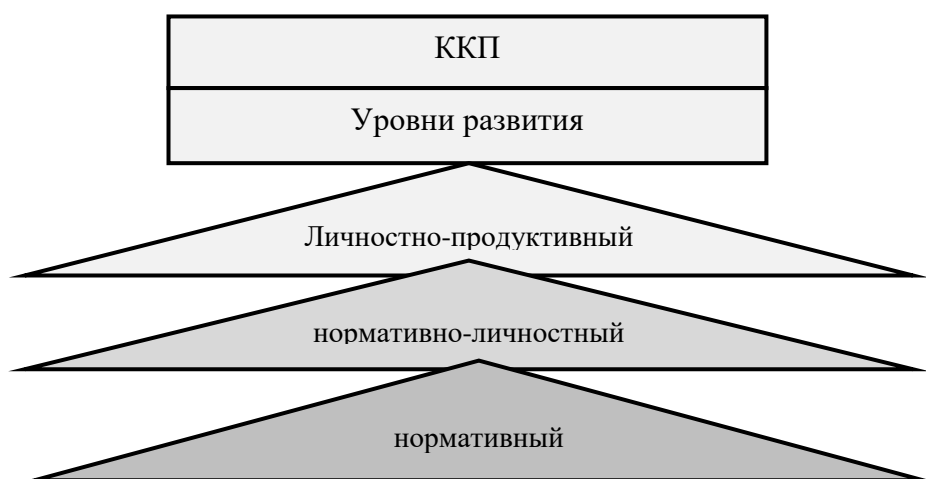 ККП
Уровни развития
Личностно-продуктивный
нормативно-личностный
нормативный